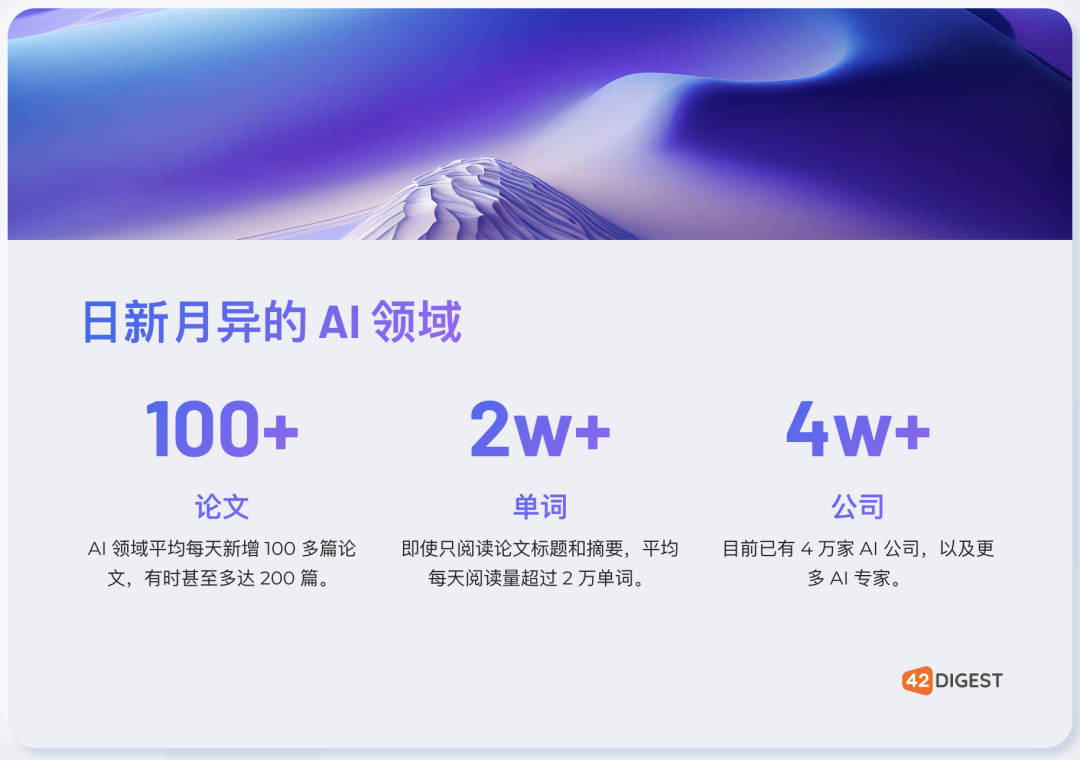 日新月异的 AI 领域
100+
论文
AI 领域平均每天新增 100 多篇论
文，有时甚至多达 200 篇。
2w+
单词
即使只阅读论文标题和摘要，平均
每天阅读量超过 2 万单词。
4w+
公司
目前已有 4 万家 AI 公司，以及更
多 AI 专家。
42DIGEST